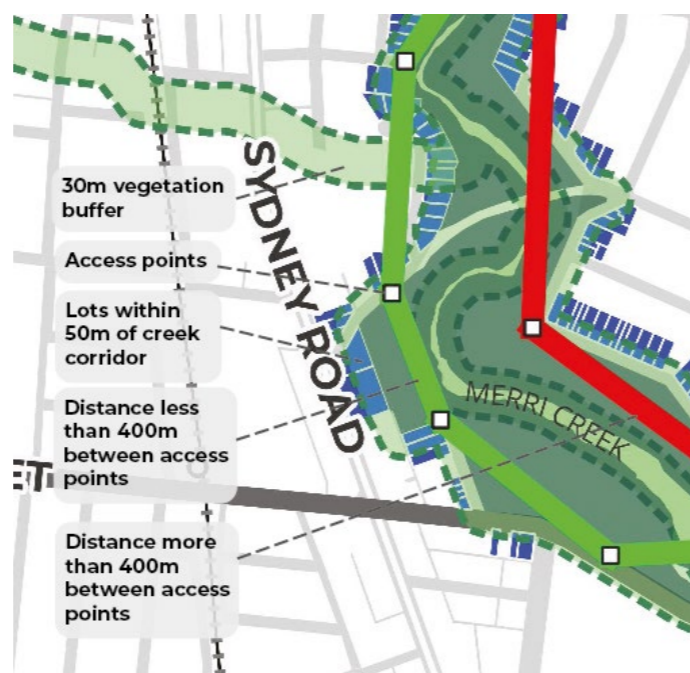 30m vegetation
buffer
Access points
Lots within
50m of creek
corridor
Distance less
than 400m
between access
points
Distance more
than 400m
between access
points
SYDNEY ROAD
MERRI CREEK
ET